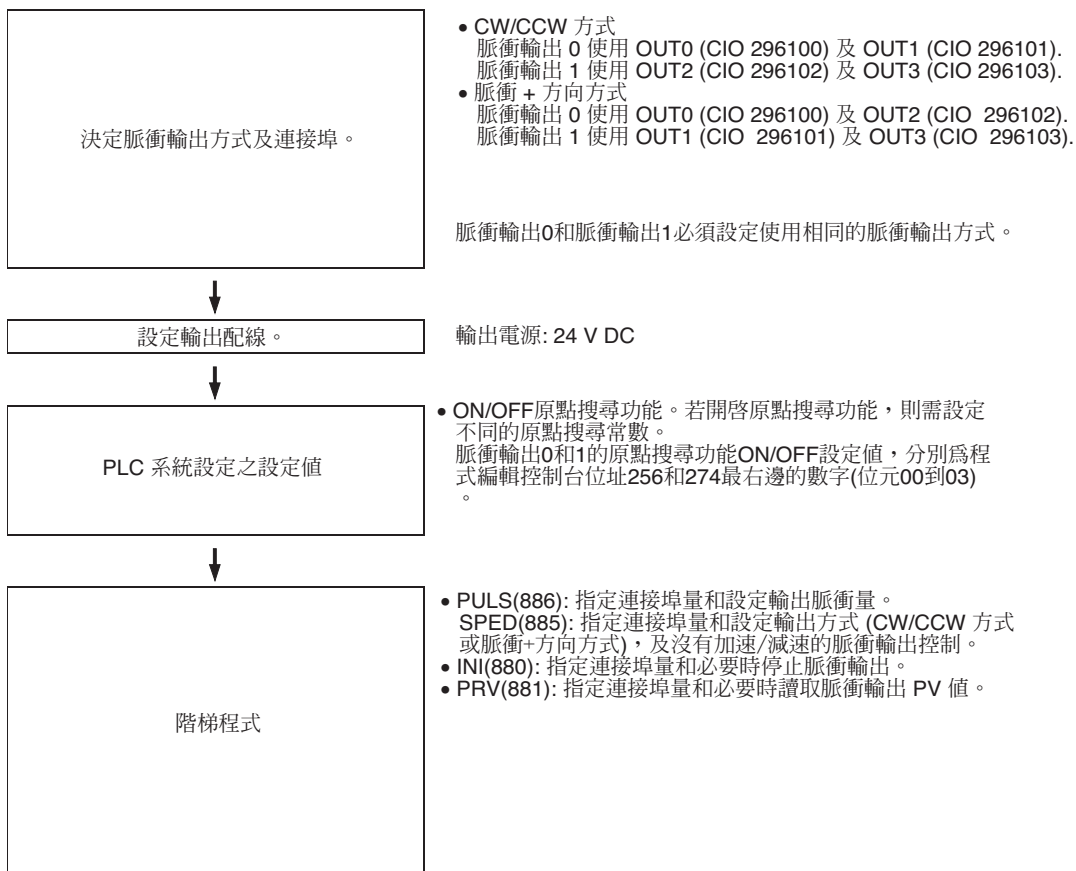 決定脈衝輸出方式及連接埠。
• CW/CCW 方式
脈衝輸出 0 使用 OUT0 (CIO 296100) 及 OUT1 (CIO 296101).
脈衝輸出 1 使用 OUT2 (CIO 296102) 及 OUT3 (CIO 296103).
• 脈衝 + 方向方式
脈衝輸出 0 使用 OUT0 (CIO 296100) 及 OUT2 (CIO 296102).
脈衝輸出 1 使用 OUT1 (CIO 296101) 及 OUT3 (CIO 296103).
脈衝輸出0和脈衝輸出1必須設定使用相同的脈衝輸出方式。
設定輸出配線。
輸出電源: 24 V DC
PLC 系統設定之設定值
• ON/OFF原點搜尋功能。若開啓原點搜尋功能，則需設定
不同的原點搜尋常數。
脈衝輸出0和1的原點搜尋功能ON/OFF設定值，分別爲程
式編輯控制台位址256和274最右邊的數字(位元00到03)
。
階梯程式
• PULS(886): 指定連接埠量和設定輸出脈衝量。
SPED(885): 指定連接埠量和設定輸出方式 (CW/CCW 方式
或脈衝+方向方式)，及沒有加速/減速的脈衝輸出控制。
• INI(880): 指定連接埠量和必要時停止脈衝輸出。
• PRV(881): 指定連接埠量和必要時讀取脈衝輸出 PV 值。